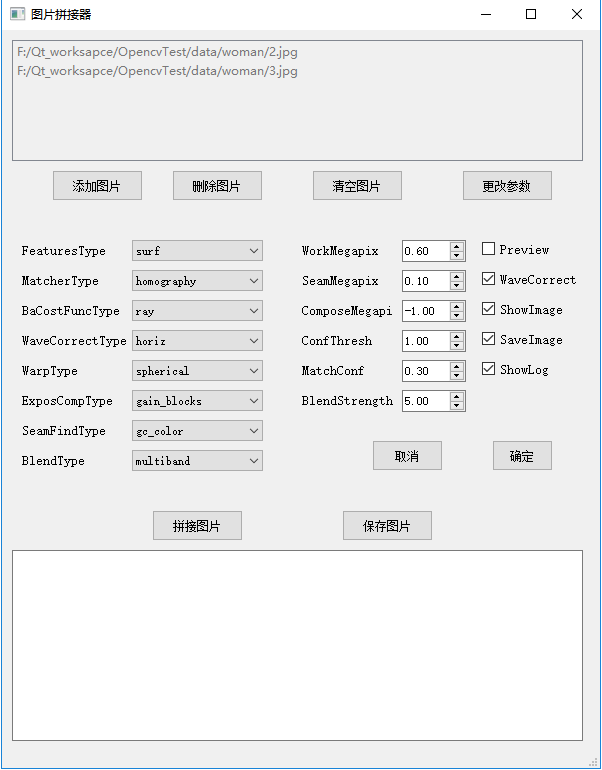 图片拼接器
F:/Qt_worksapce/OpencvTest/data/woman/2.jpg
F:/Qt_worksapce/OpencvTest/data/woman/3.jpg
添加图片 删除图片 清空图片 更改参数
FeaturesType surf WorkMegapix 0.60 Preview
MatcherType homography SeamMegapix 0.10 WaveCorrect
BaCostFuncType ray ComposeMegapi -1.00 ShowImage
WaveCorrectType horiz ConfThresh 1.00 SaveImage
WarpType spherical MatchConf 0.30 ShowLog
ExposCompType gain_blocks BlendStrength 5.00
SeamFindType gc_color
BlendType multiband 取消 确定
拼接图片 保存图片